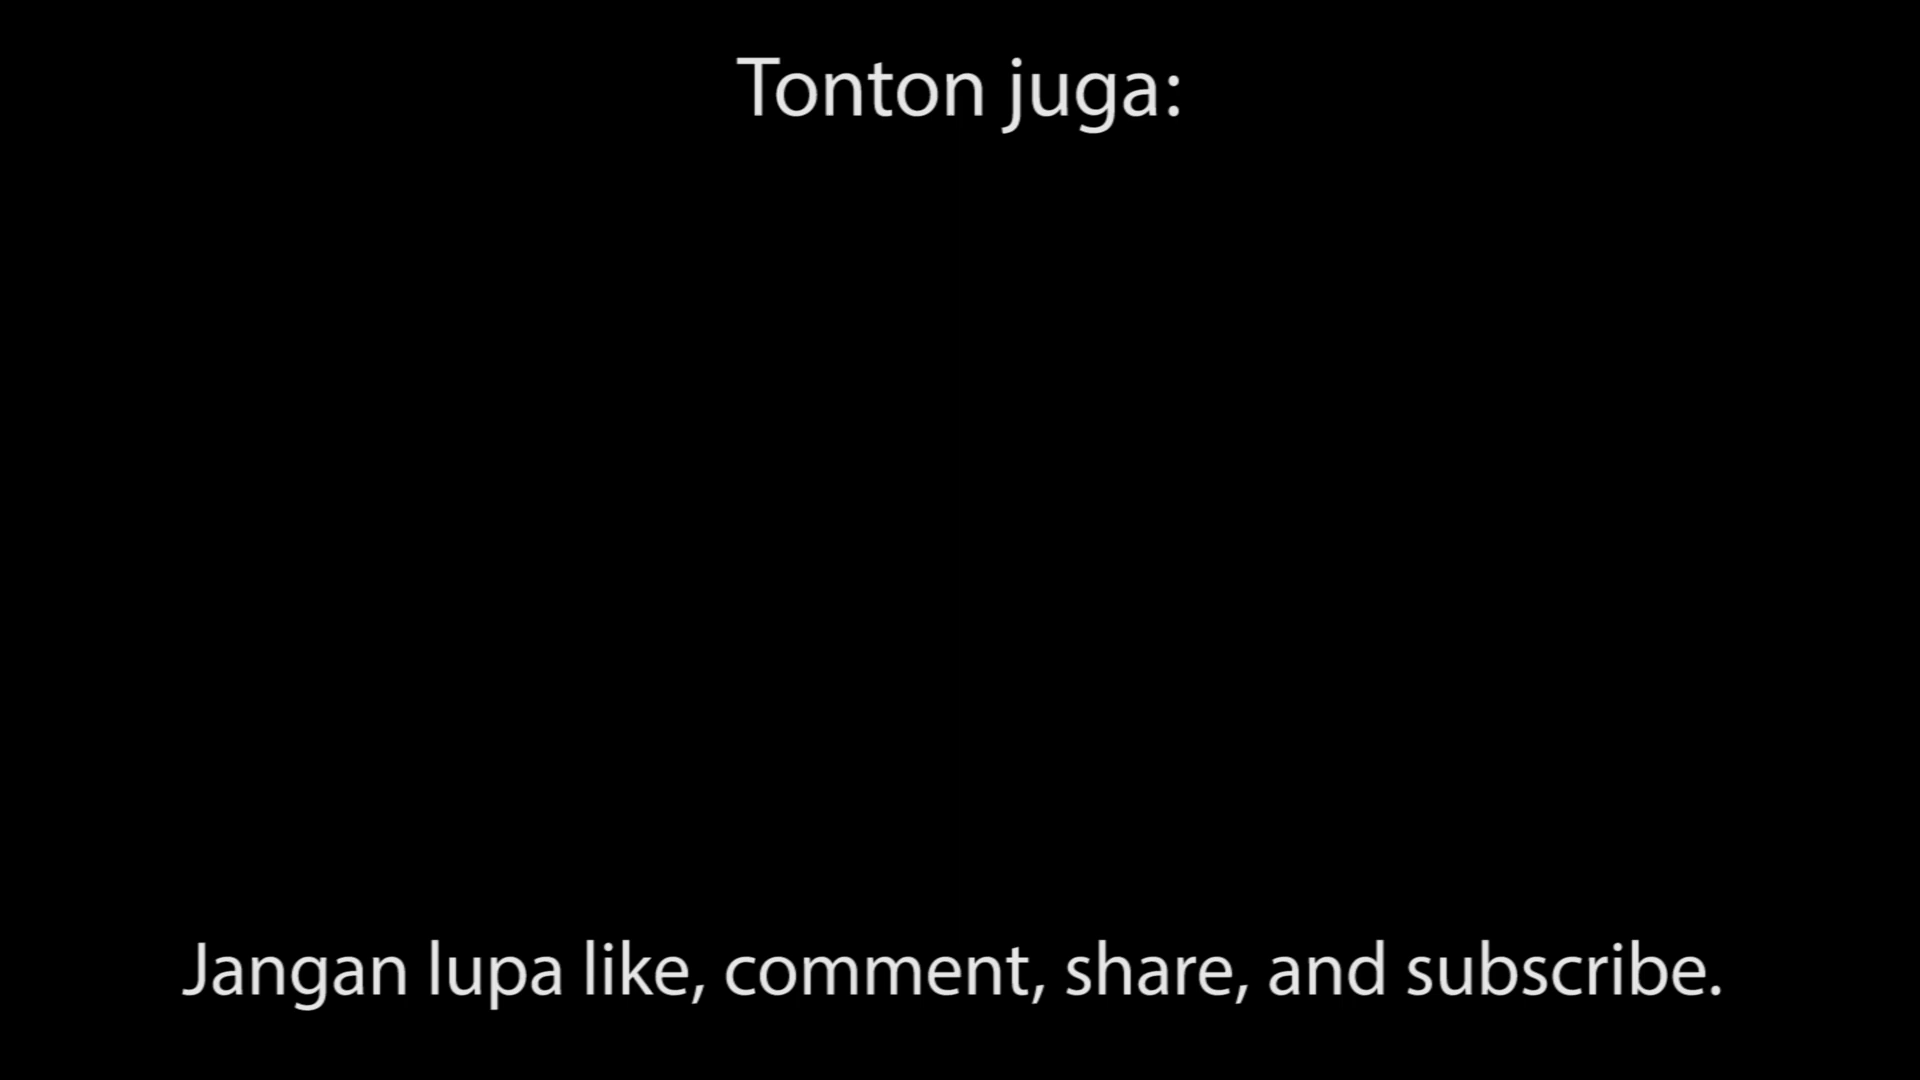 Tonton juga:
Jangan lupa like, comment, share, and subscribe.